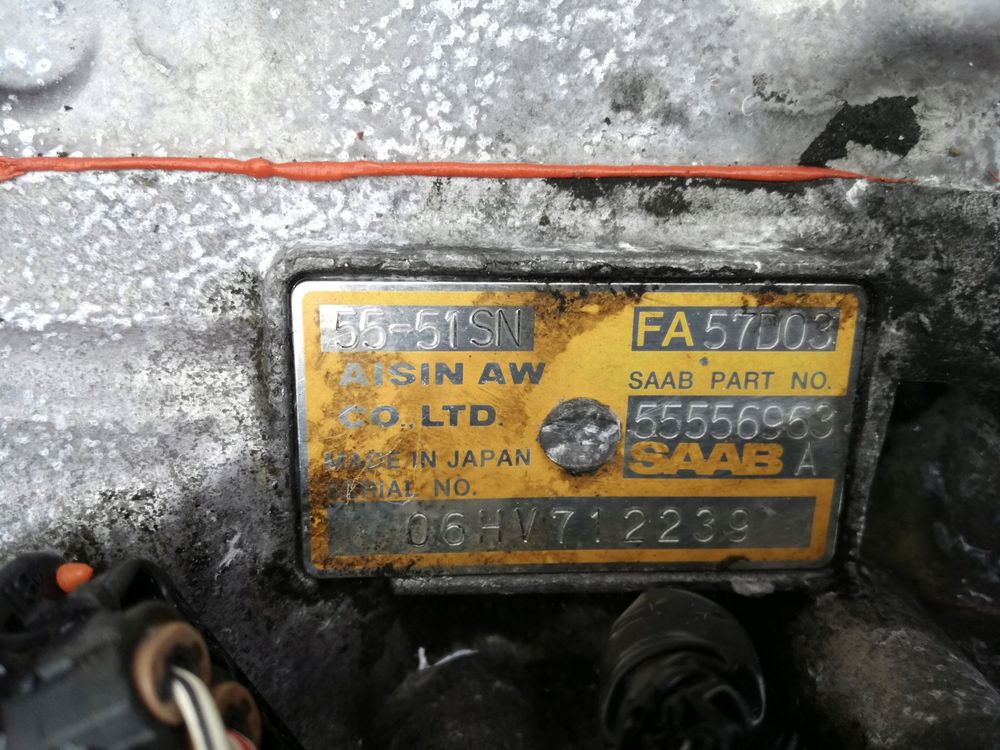 55-51SN
AISIN AW
CO., LTD.
MADE IN JAPAN
SERIAL NO.
06HV712239
FA 57D03
SAAB PART NO.
55556963
SAAB A